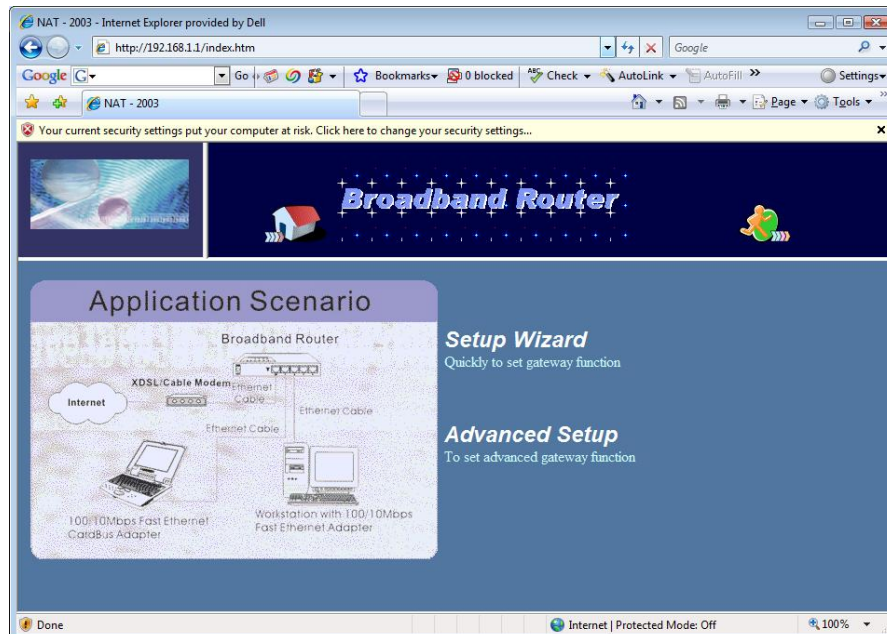 NAT - 2003 - Internet Explorer provided by Dell
http://192.168.1.1/index.htm
Google
Google G Go 0 blocked Bookmarks Check AutoLink AutoFill >> Settings
NAT - 2003
Page Tools >>
Your current security settings put your computer at risk. Click here to change your security settings...
Broadband Router
Application Scenario
Broadband Router
XDSL/Cable Modem
Ethernet
Cable
Internet
Ethernet Cable
Ethernet Cable
100/10Mbps Fast Ethernet
CardBus Adapter
Workstation with 100/10Mbps
Fast Ethernet Adapter
Setup Wizard
Quickly to set gateway function
Advanced Setup
To set advanced gateway function
Done
Internet | Protected Mode: Off
100%